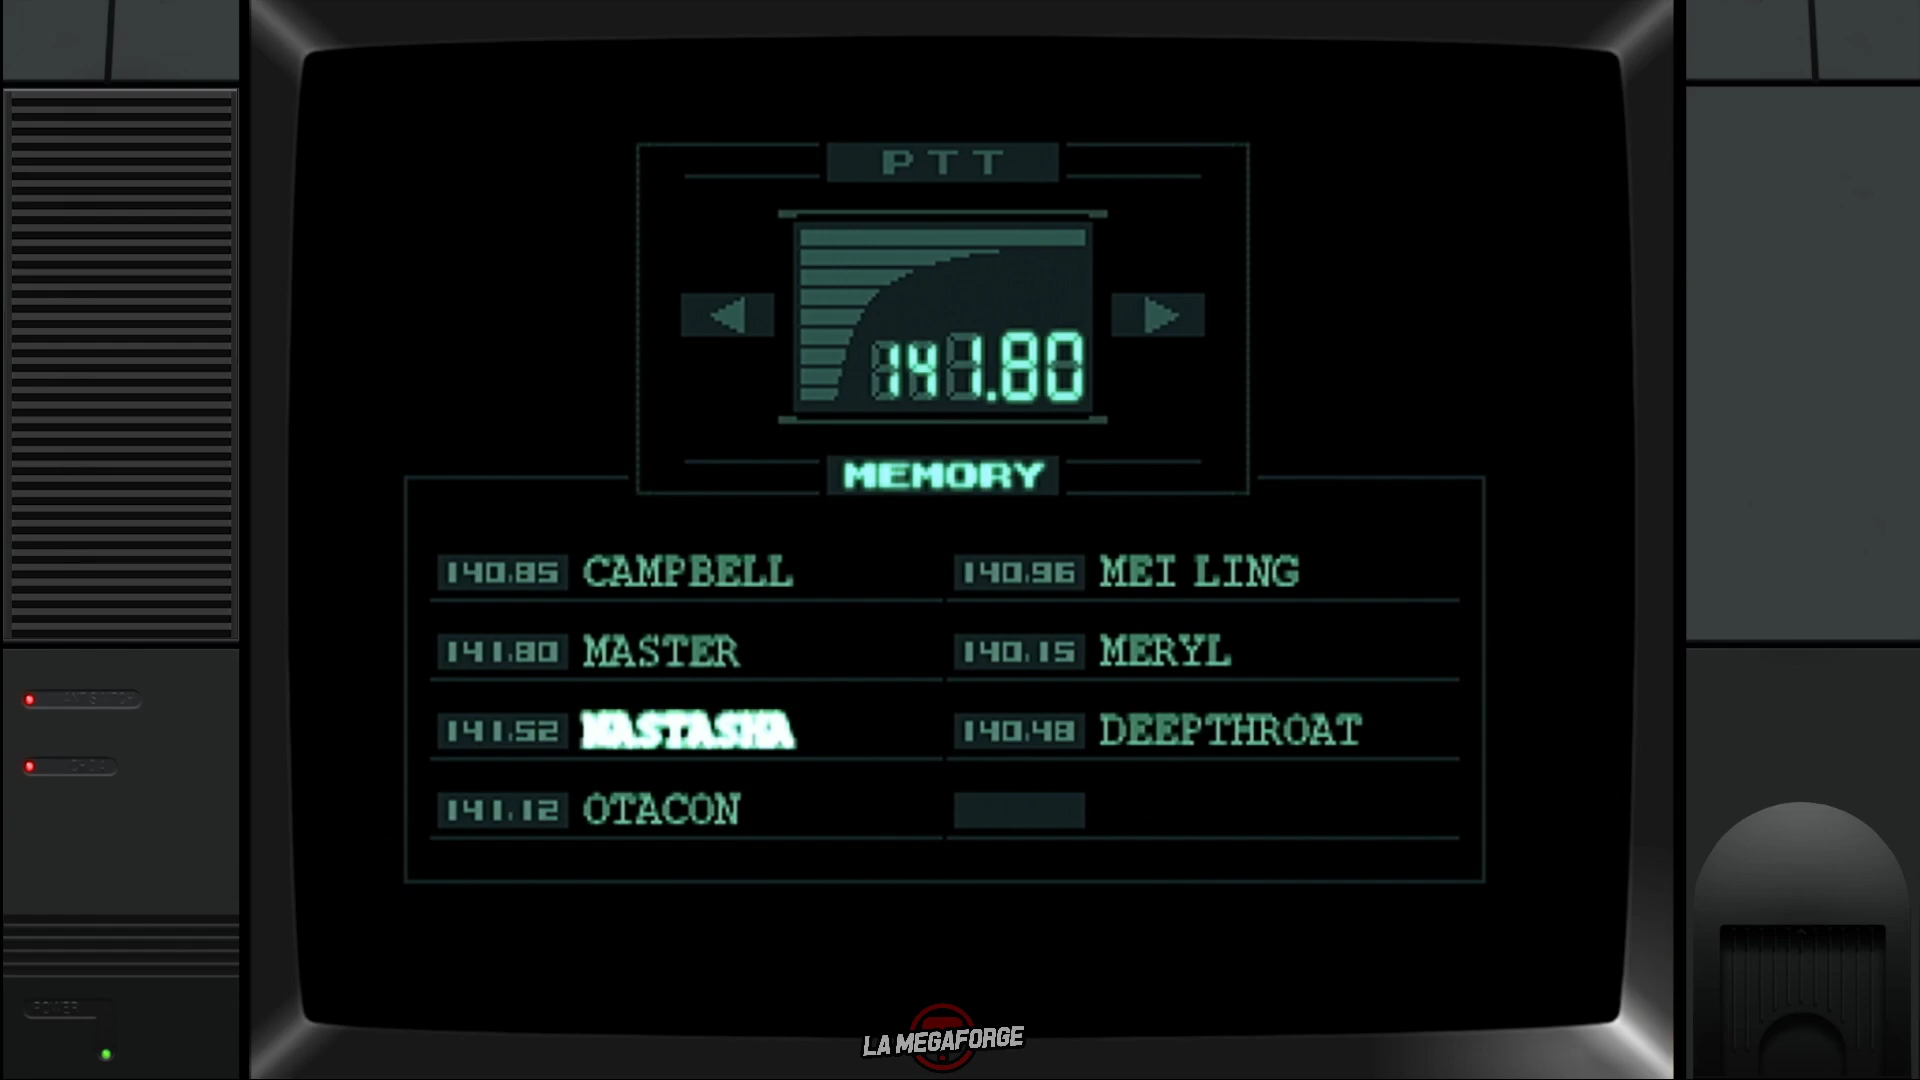 PTT
141.80
MEMORY
140.85 CAMPBELL 140.96 MEI LING
141.80 MASTER 140.15 MERYL
141.52 NASTASHA 140.48 DEEPTHROAT
141.12 OTACON
POWER
LA MEGAFORGE